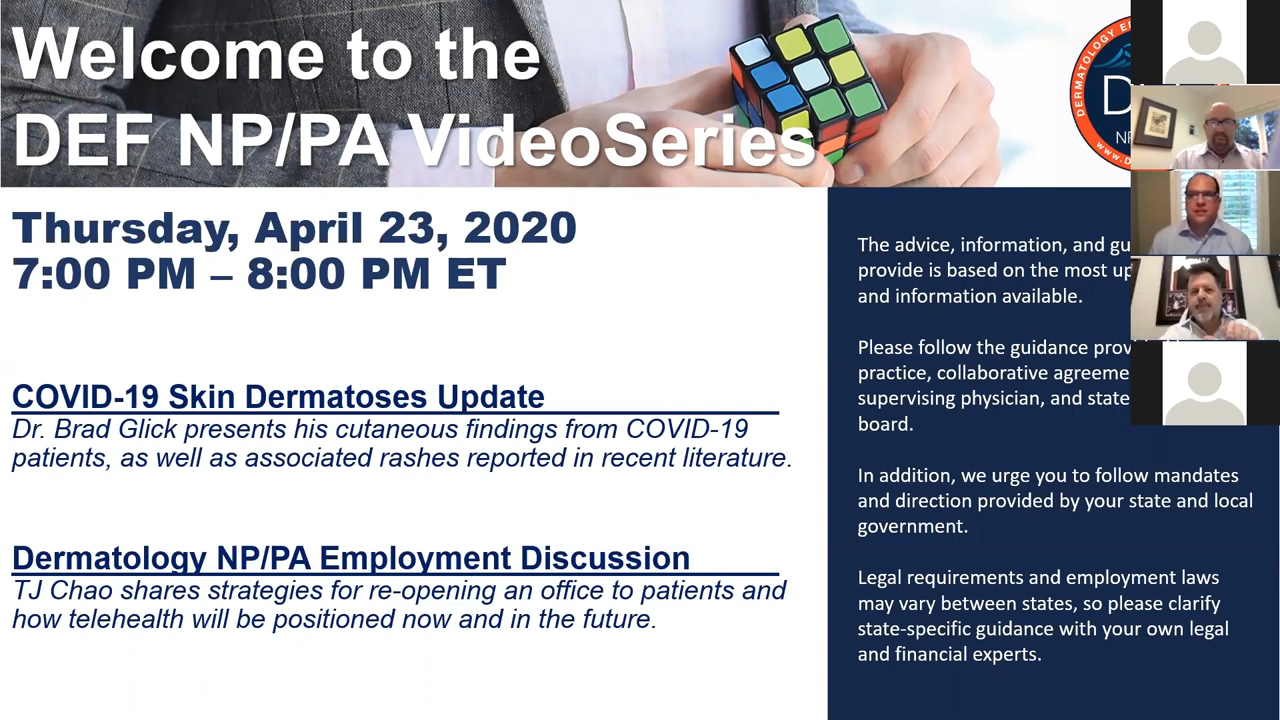 Welcome to the
DEF NP/PA VideoSeries
DERMATOLOGY
Thursday, April 23, 2020
7:00 PM – 8:00 PM ET
COVID-19 Skin Dermatoses Update
Dr. Brad Glick presents his cutaneous findings from COVID-19
patients, as well as associated rashes reported in recent literature.
Dermatology NP/PA Employment Discussion
TJ Chao shares strategies for re-opening an office to patients and
how telehealth will be positioned now and in the future.
The advice, information, and
provide is based on the most
and information available.
Please follow the guidance
practice, collaborative
supervising physician, and state
board.
In addition, we urge you to follow mandates
and direction provided by your state and local
government.
Legal requirements and employment laws
may vary between states, so please clarify
state-specific guidance with your own legal
and financial experts.